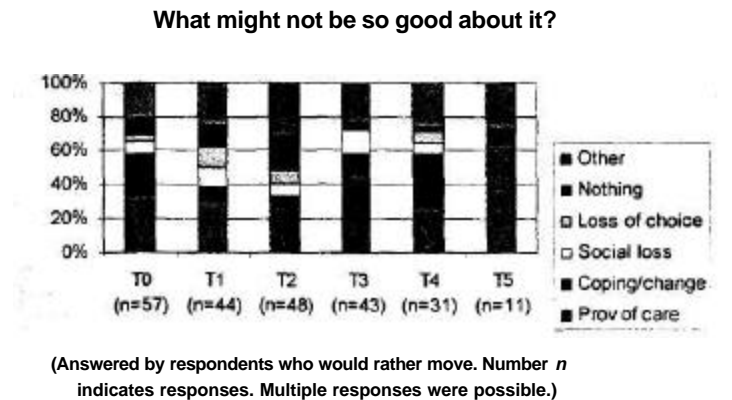 What might not be so good about it?
100%
80%
60%
40%
20%
0%
T0 T1 T2 T3 T4 T5
(n=57) (n=44) (n=48) (n=43) (n=31) (n=11)
Other
Nothing
Loss of choice
Social loss
Coping/change
Prov of care
(Answered by respondents who would rather move. Number n
indicates responses. Multiple responses were possible.)